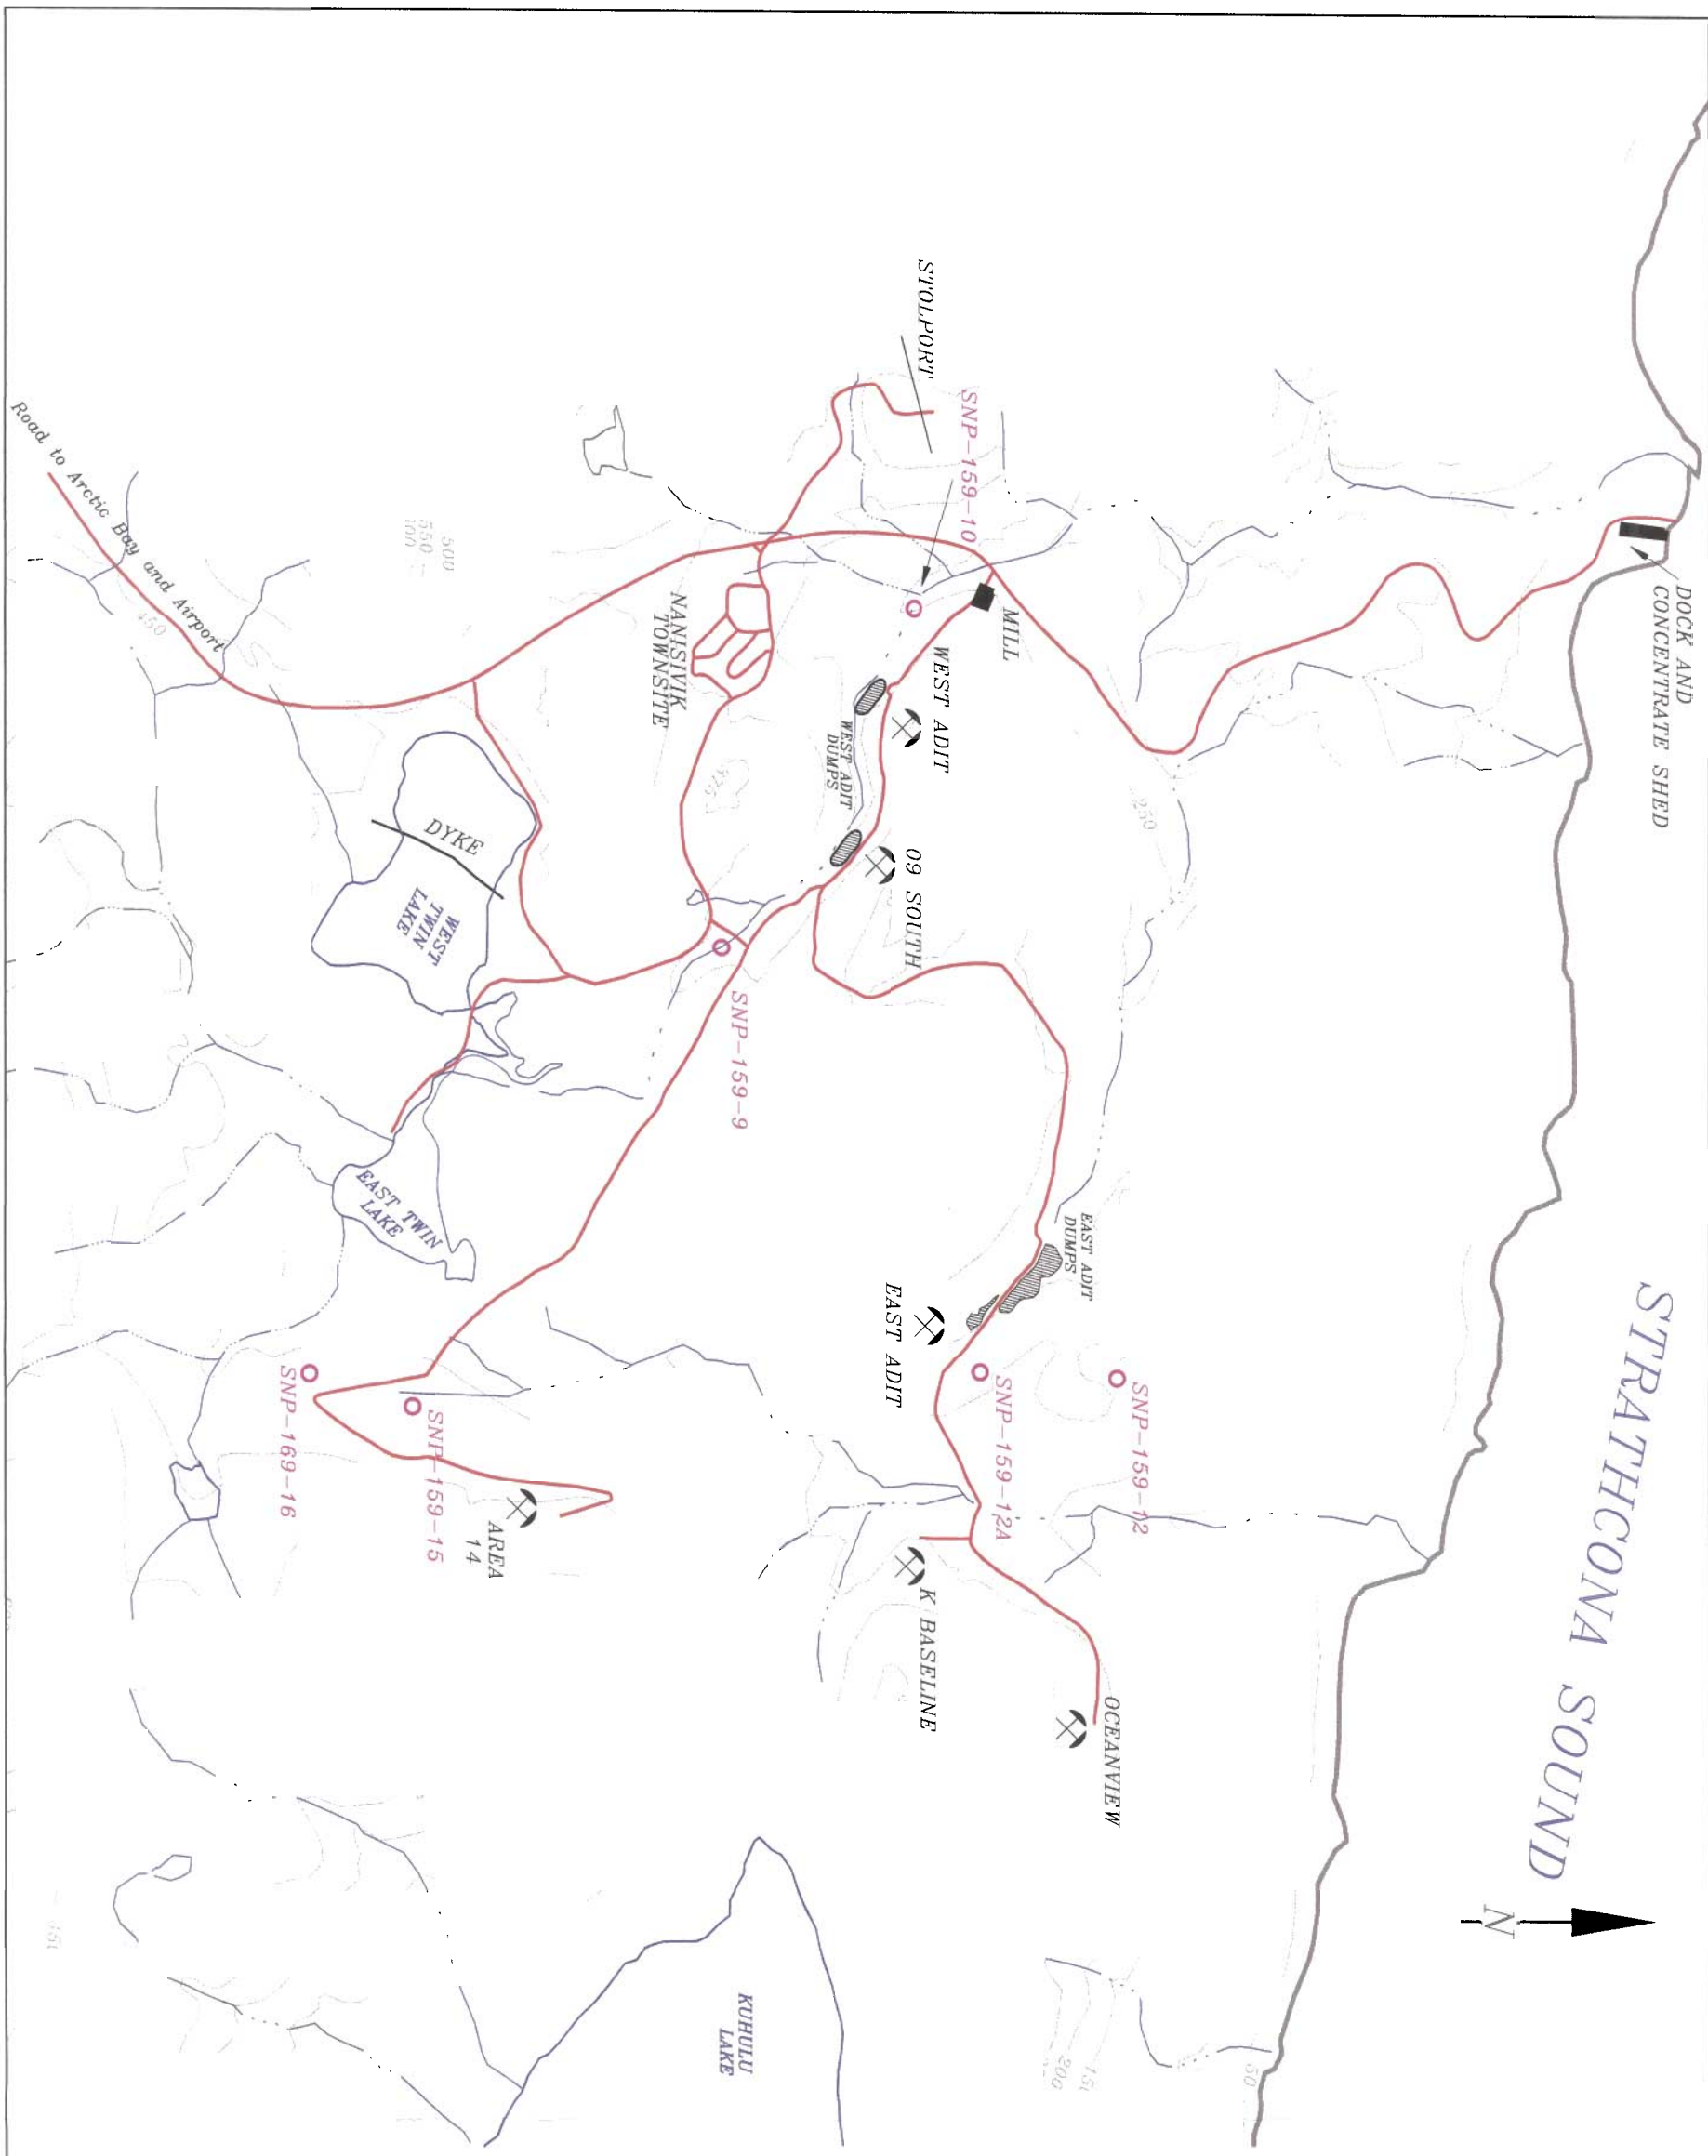 STRATHCONA SOUND
N
DOCK AND
CONCENTRATE SHED
250
50
150
200
STOLPORT
SNP-159-10
MILL
WEST ADIT
WEST ADIT
DUMPS
09 SOUTH
NANISIVIK
TOWNSITE
375
SNP-159-9
EAST ADIT
DUMPS
EAST ADIT
SNP-159-12
SNP-159-12A
K BASELINE
OCEANVIEW
500
550
450
Road to Arctic Bay and Airport
DYKE
WEST
TWIN
LAKE
EAST TWIN
LAKE
SNP-169-16
SNP-159-15
AREA
14
KUHULU
LAKE